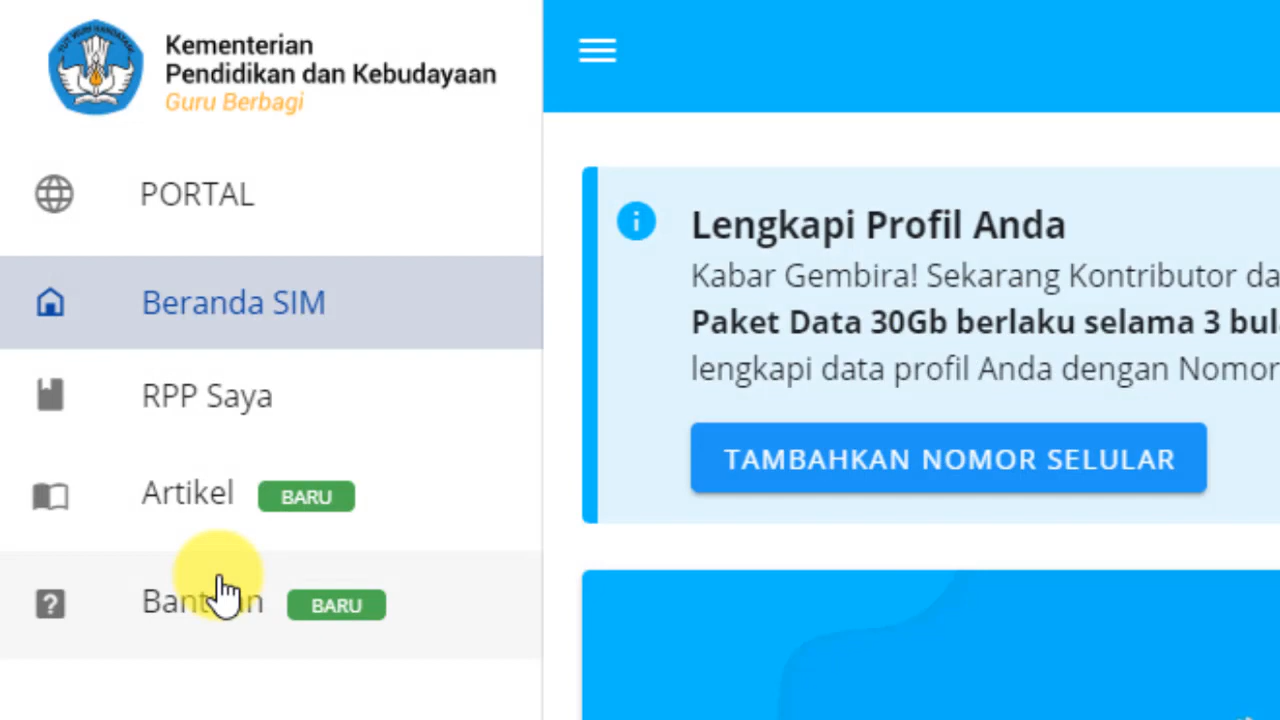 Kementerian
Pendidikan dan Kebudayaan
Guru Berbagi
PORTAL
Beranda SIM
RPP Saya
Artikel BARU
Bantuan BARU
Lengkapi Profil Anda
Kabar Gembira! Sekarang Kontributor da
Paket Data 30Gb berlaku selama 3 bul
lengkapi data profil Anda dengan Nomor
TAMBAHKAN NOMOR SELULAR